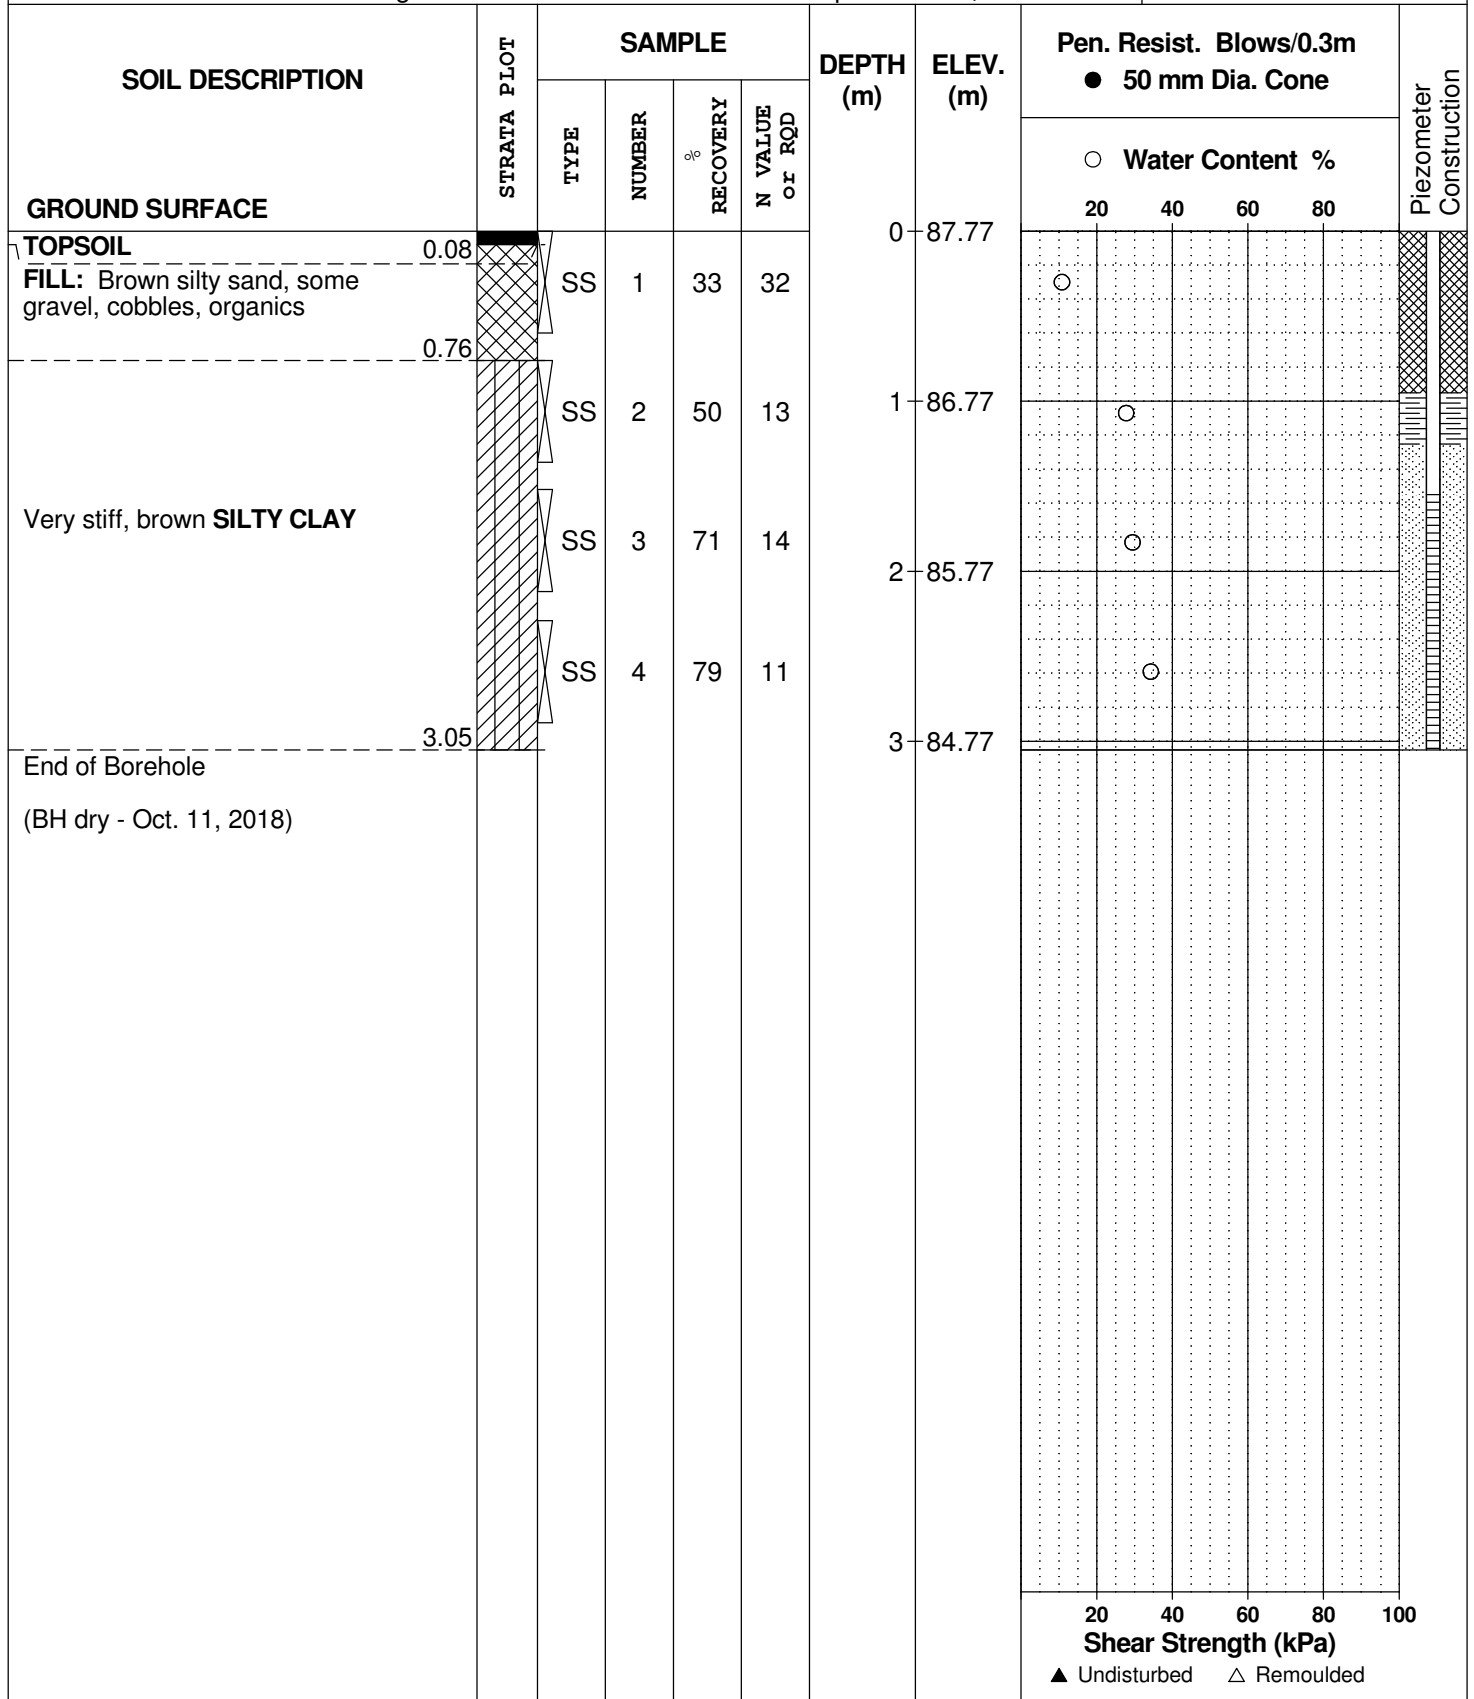 SOIL DESCRIPTION
GROUND SURFACE
STRATA PLOT
SAMPLE
TYPE
NUMBER
%
RECOVERY
N VALUE
or RQD
DEPTH
(m)
ELEV.
(m)
Pen. Resist. Blows/0.3m
● 50 mm Dia. Cone
○ Water Content %
20 40 60 80
Piezometer
Construction
0 87.77
TOPSOIL 0.08
FILL: Brown silty sand, some
gravel, cobbles, organics
0.76
SS 1 33 32
1 86.77
SS 2 50 13
Very stiff, brown SILTY CLAY
SS 3 71 14
2 85.77
SS 4 79 11
3.05
3 84.77
End of Borehole
(BH dry - Oct. 11, 2018)
20 40 60 80 100
Shear Strength (kPa)
▲ Undisturbed △ Remoulded